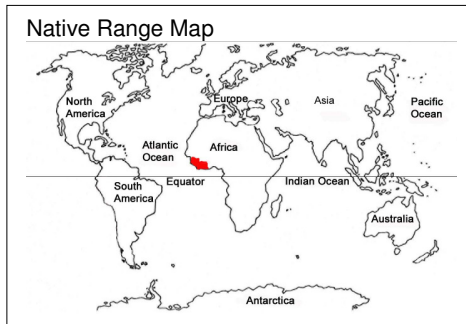 Native Range Map
North
America
Europe
Asia
Pacific
Ocean
Atlantic
Ocean
Africa
Equator
Indian Ocean
South
America
Australia
Antarctica